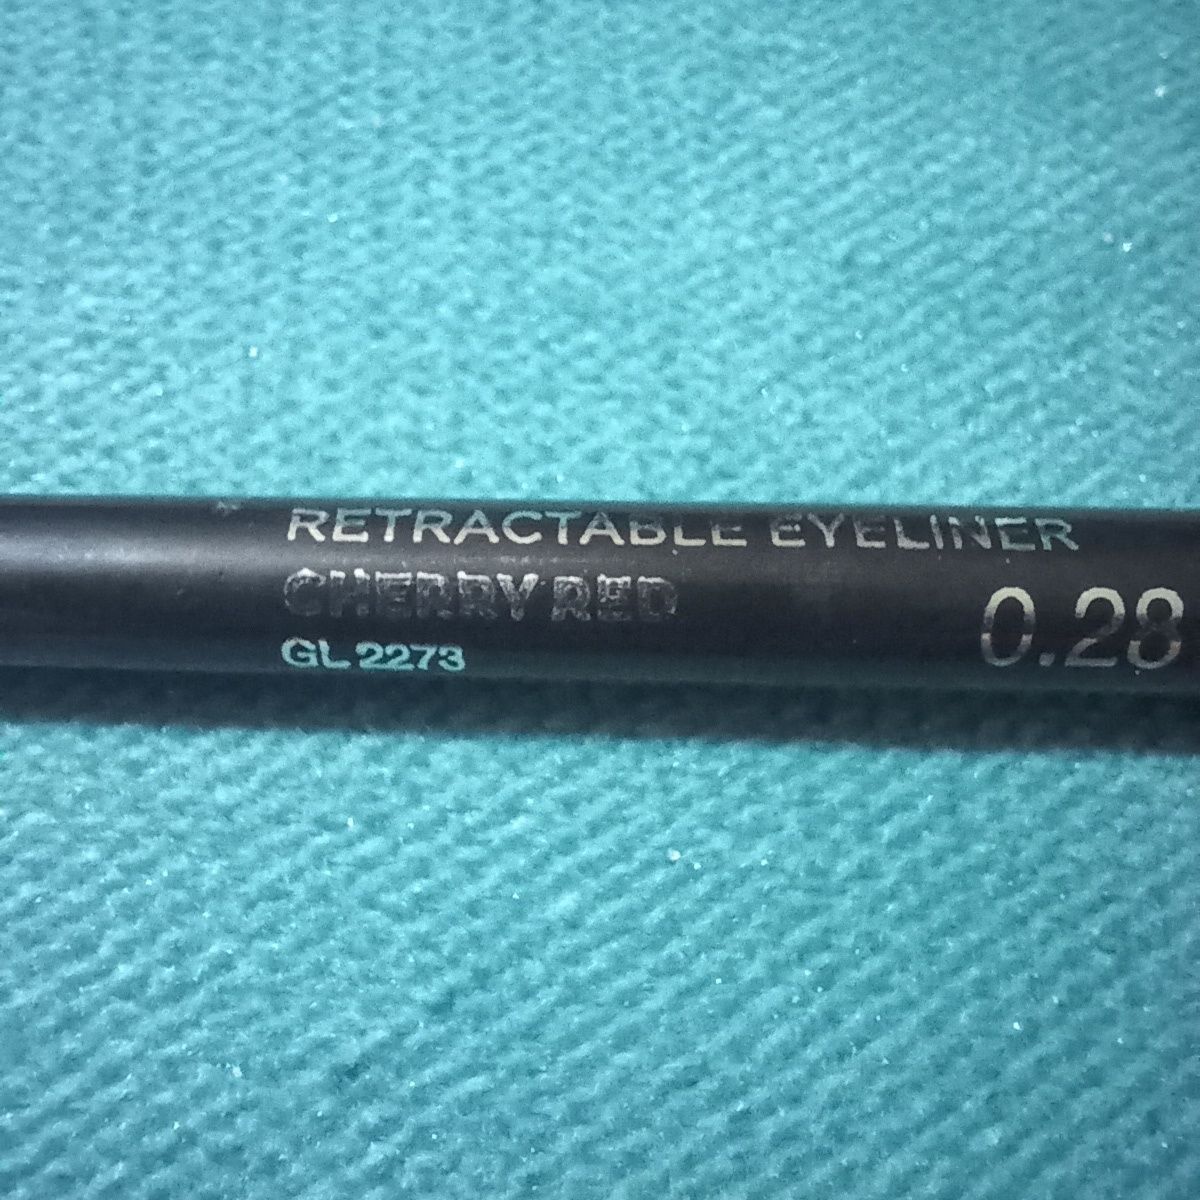 RETRACTABLE EYELINER
CHERRY RED
GL 2273
0.28